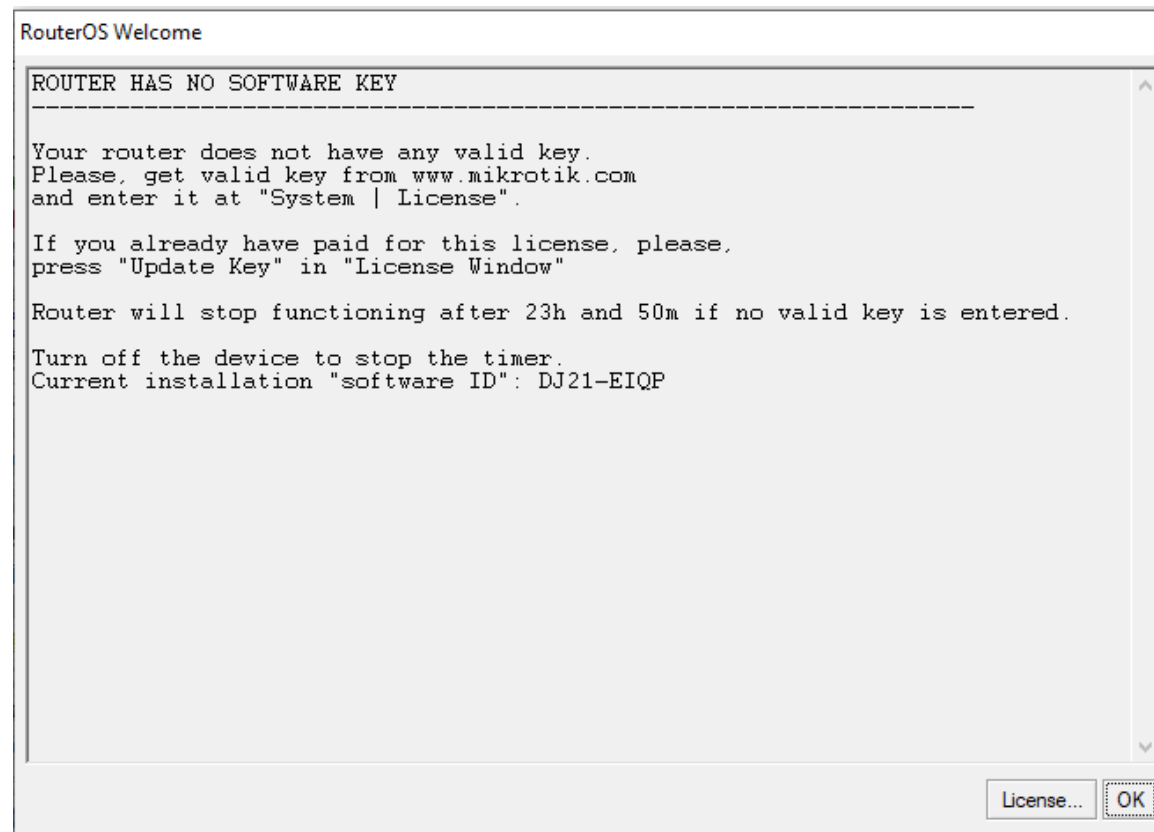 RouterOS Welcome
ROUTER HAS NO SOFTWARE KEY
--------------------------------------------------------------------
Your router does not have any valid key.
Please, get valid key from www.mikrotik.com
and enter it at "System | License".
If you already have paid for this license, please,
press "Update Key" in "License Window"
Router will stop functioning after 23h and 50m if no valid key is entered.
Turn off the device to stop the timer.
Current installation "software ID": DJ21-EIQP
License...
OK